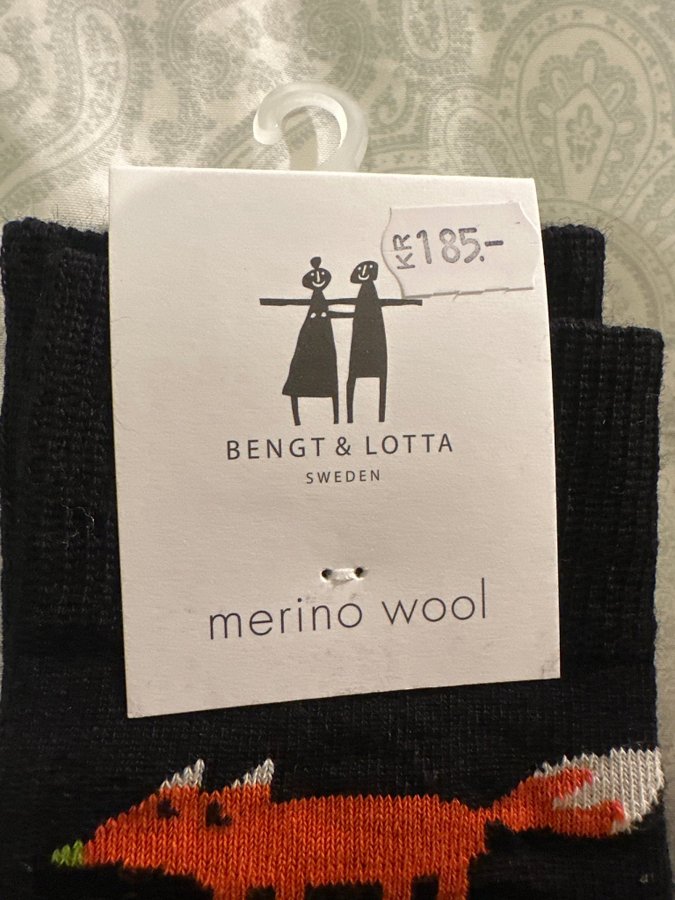 KR 185.-
BENGT & LOTTA
SWEDEN
merino wool